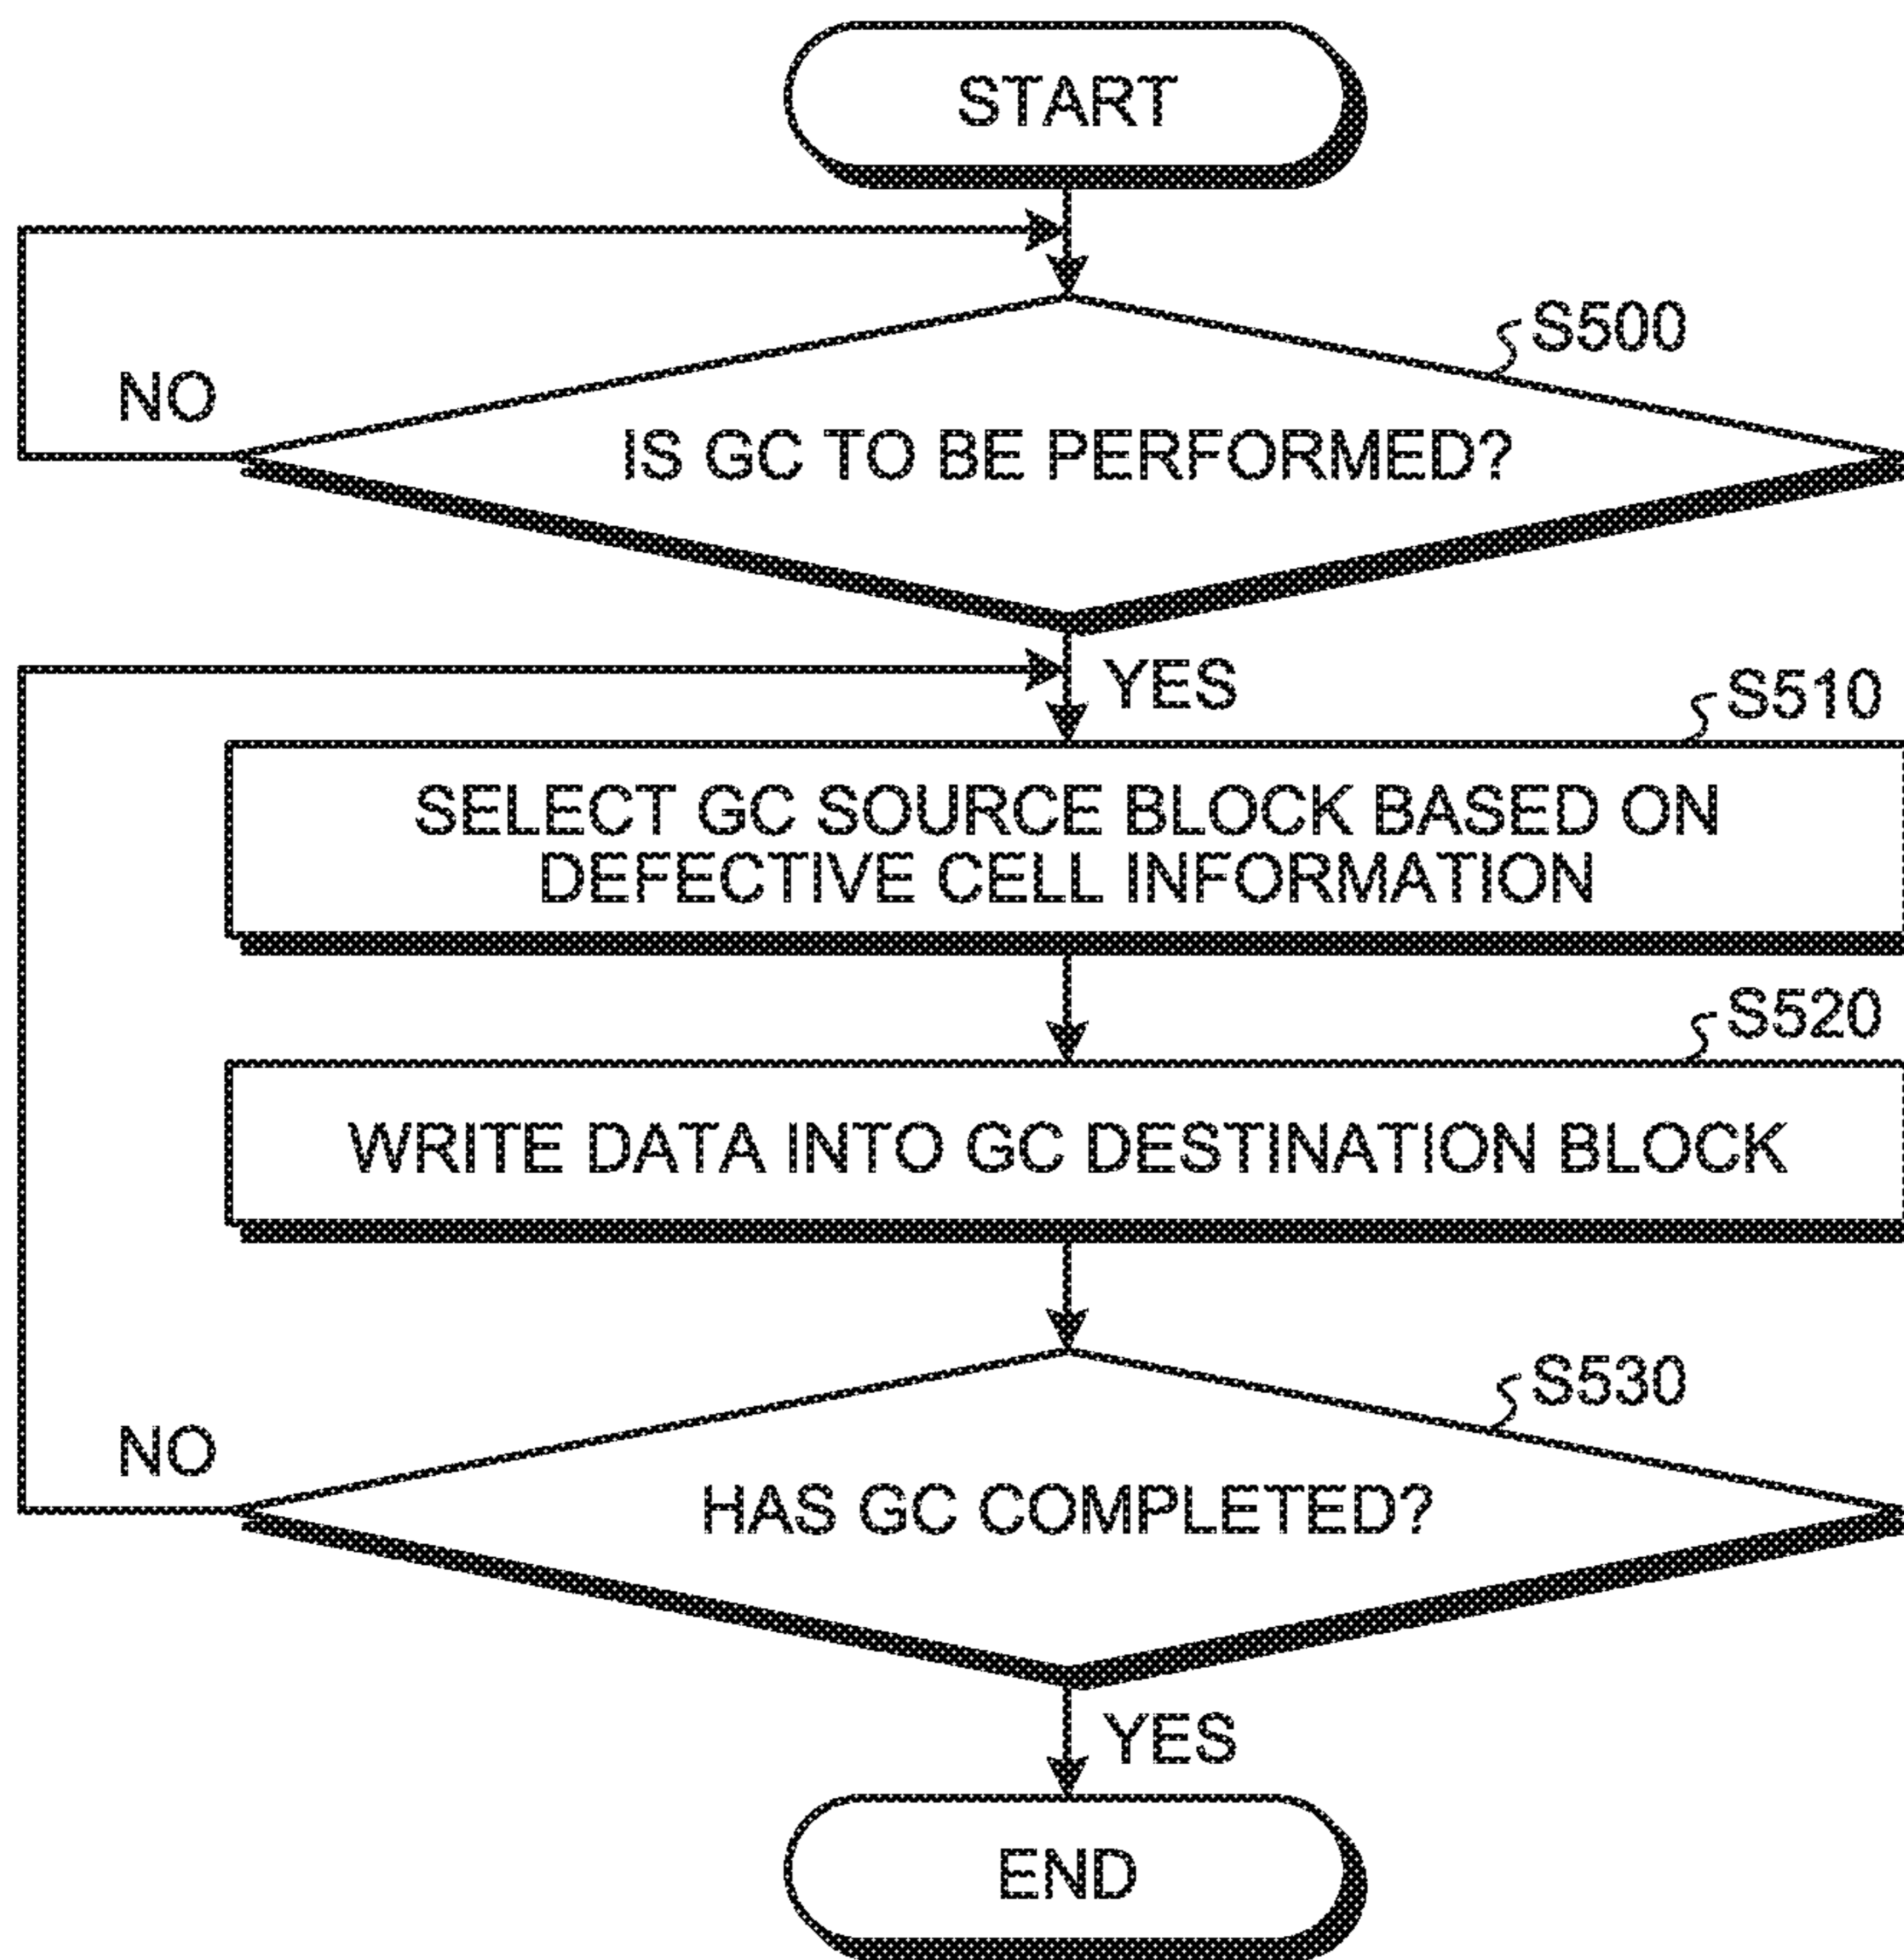 START
S500
NO
IS GC TO BE PERFORMED?
YES
S510
SELECT GC SOURCE BLOCK BASED ON
DEFECTIVE CELL INFORMATION
S520
WRITE DATA INTO GC DESTINATION BLOCK
S530
NO
HAS GC COMPLETED?
YES
END